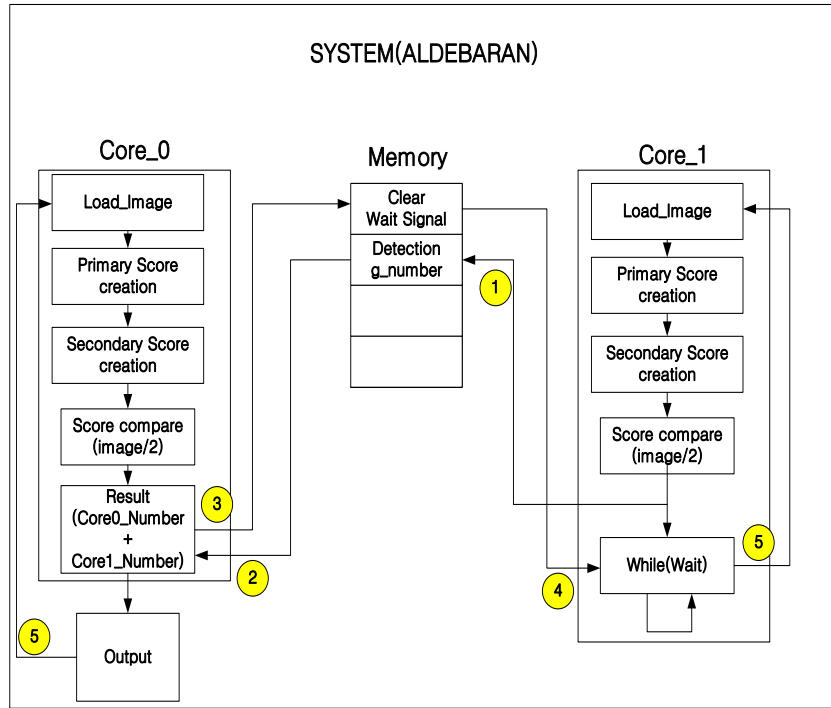 SYSTEM(ALDEBARAN)
Core_0
Load_Image
Primary Score
creation
Secondary Score
creation
Score compare
(image/2)
Result
(Core0_Number
+
Core1_Number)
Output
3
2
5
Memory
Clear
Wait Signal
Detection
g_number
1
Core_1
Load_Image
Primary Score
creation
Secondary Score
creation
Score compare
(image/2)
While(Wait)
4
5